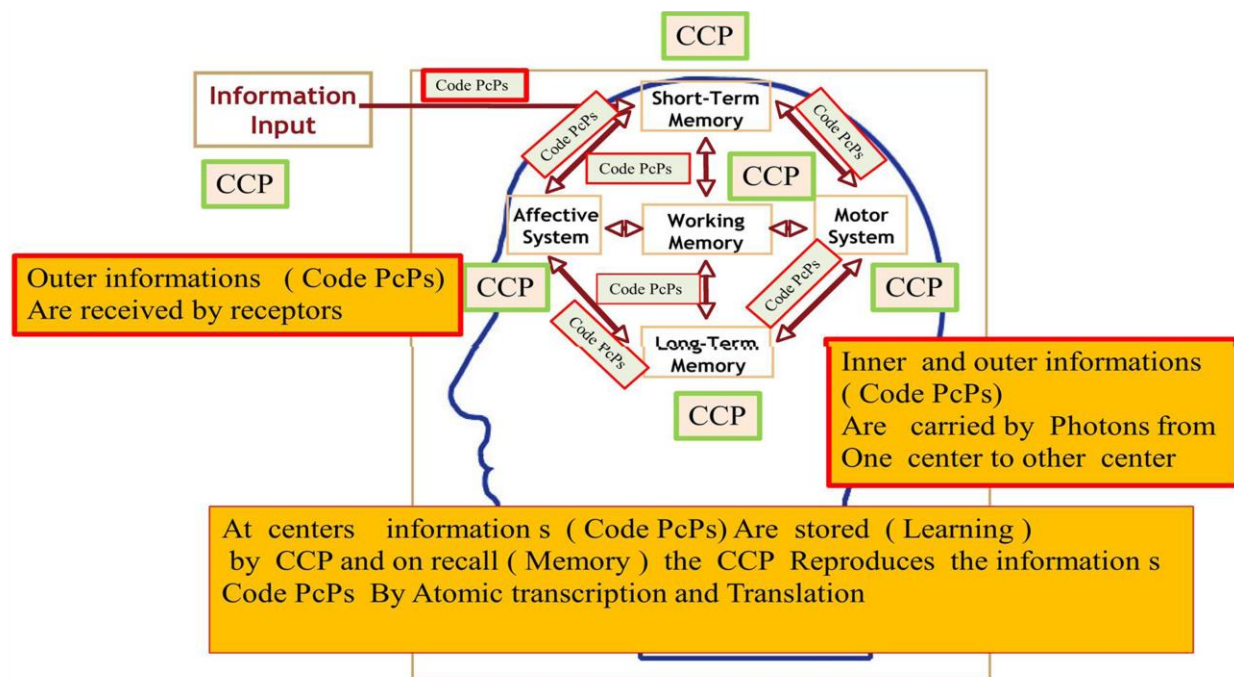 CCP
Code PcPs
Information
Input
Short-Term
Memory
Code PcPs
Code PcPs
Code PcPs
CCP
CCP
Affective
System
Working
Memory
Motor
System
Outer informations ( Code PcPs)
Are received by receptors
CCP
Code PcPs
Code PcPs
CCP
Code PcPs
Long-Term
Memory
CCP
Inner and outer informations
( Code PcPs)
Are carried by Photons from
One center to other center
At centers information s ( Code PcPs) Are stored ( Learning )
by CCP and on recall ( Memory ) the CCP Reproduces the information s
Code PcPs By Atomic transcription and Translation